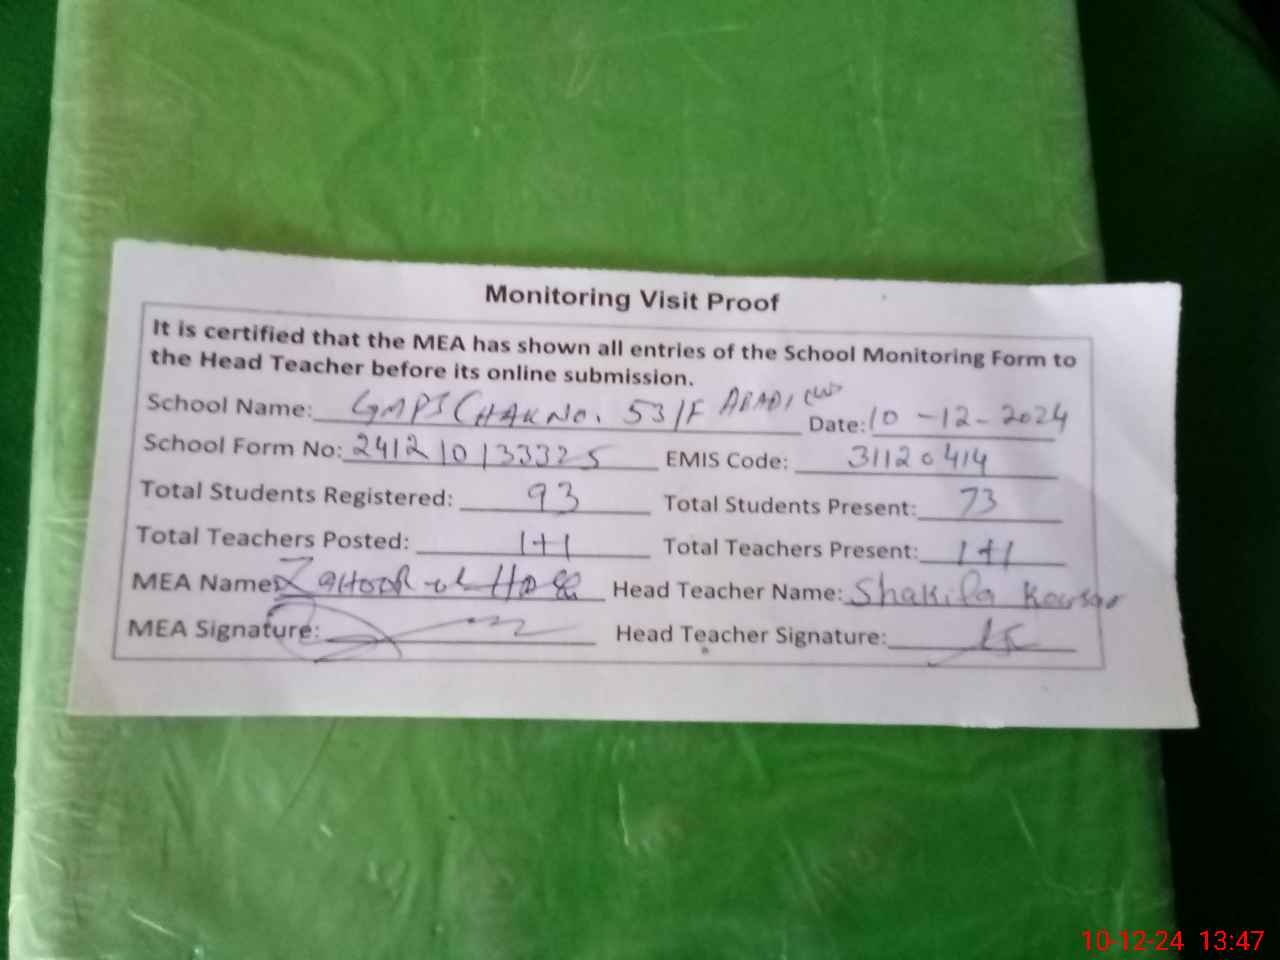 Monitoring Visit Proof
It is certified that the MEA has shown all entries of the School Monitoring Form to
the Head Teacher before its online submission.
School Name: GMPS CHAK No. 53/F ABADI Date: 10-12-2024
School Form No: 241210133325 EMIS Code: 31120414
Total Students Registered: 93 Total Students Present: 73
Total Teachers Posted: 1+1 Total Teachers Present: 1+1
MEA Name: Zahoor ul Haq Head Teacher Name: Shakila Kousar
MEA Signature: Head Teacher Signature:
10-12-24 13:47